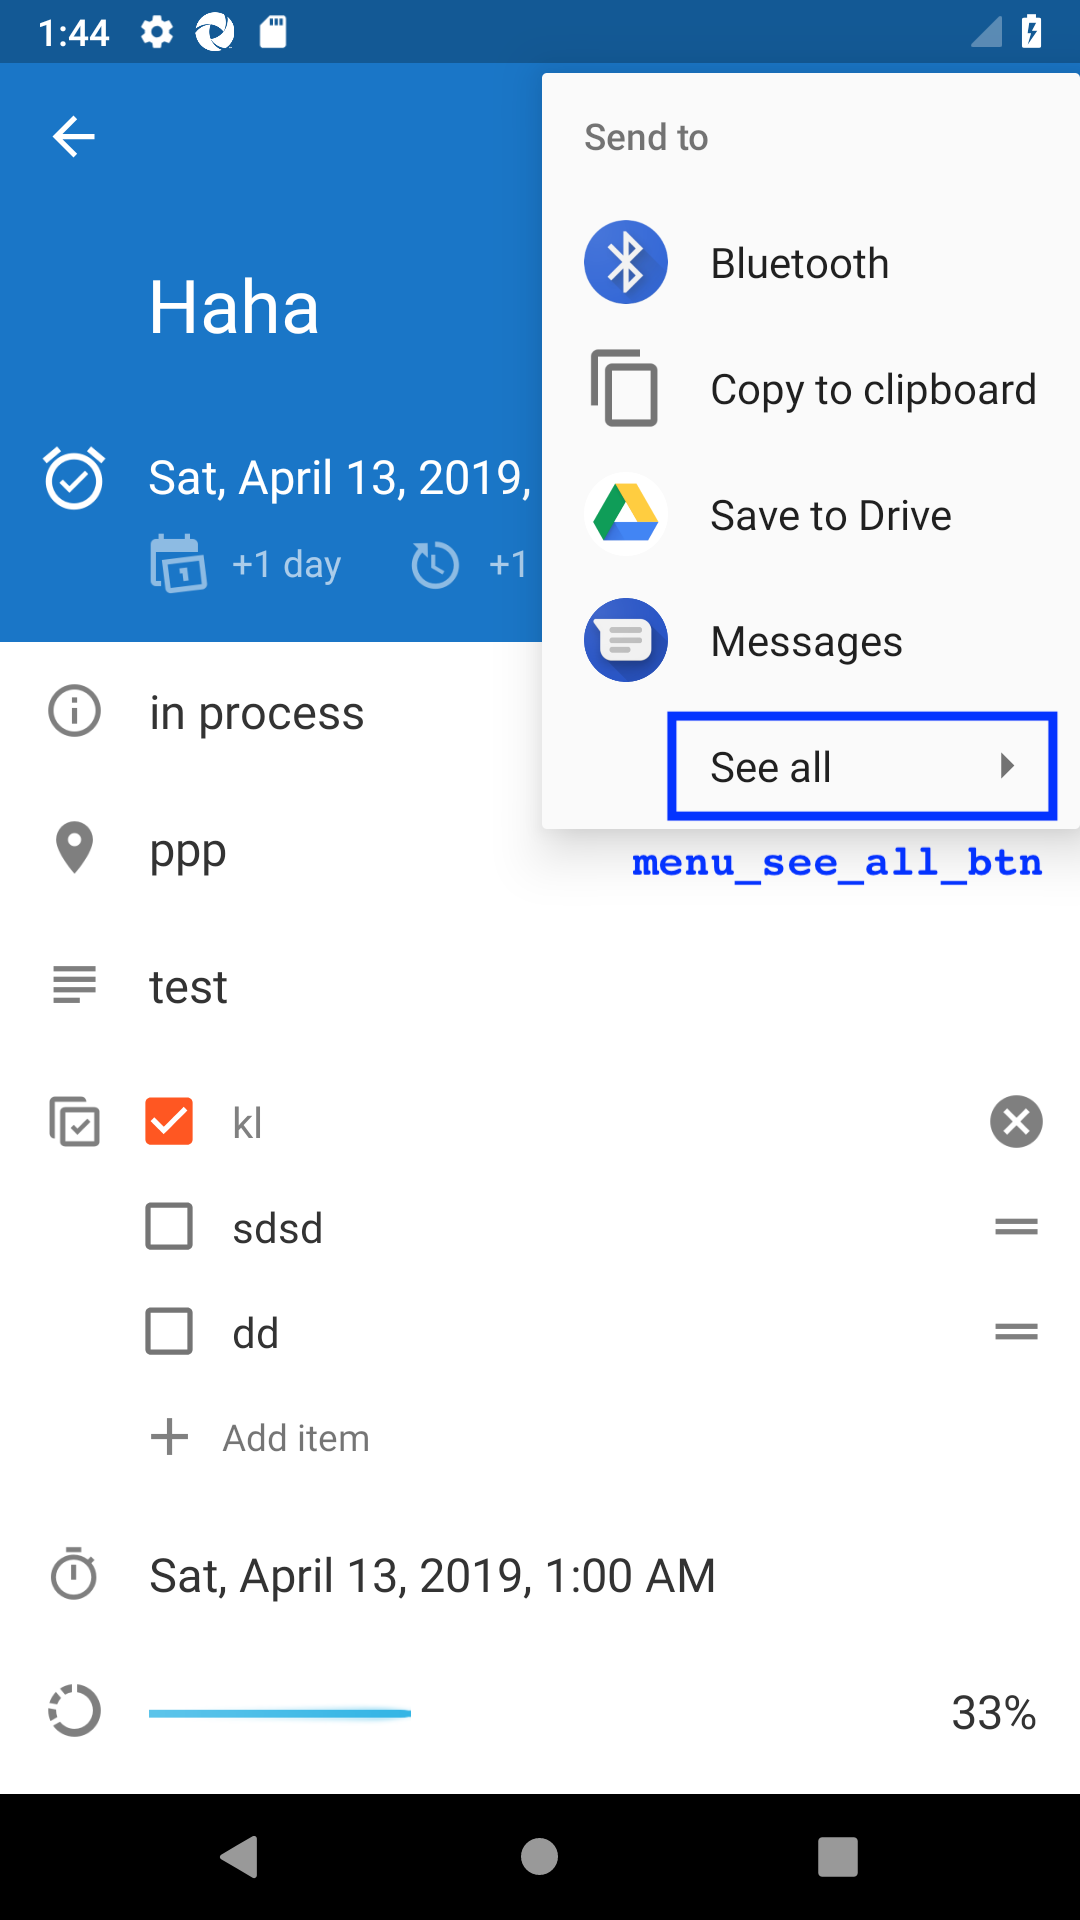 1:44
Send to
Bluetooth
Haha
Copy to clipboard
Sat, April 13, 2019,
Save to Drive
+1 day
+1
Messages
in process
See all
ppp
menu_see_all_btn
test
kl
sdsd
dd
Add item
Sat, April 13, 2019, 1:00 AM
33%